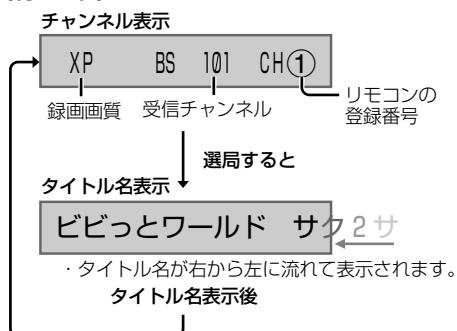 チャンネル表示
XP BS 101 CH①
録画画質 受信チャンネル リモコンの
登録番号
選局すると
タイトル名表示
ビビっとワールド サク2サ
・タイトル名が右から左に流れて表示されます。
タイトル名表示後